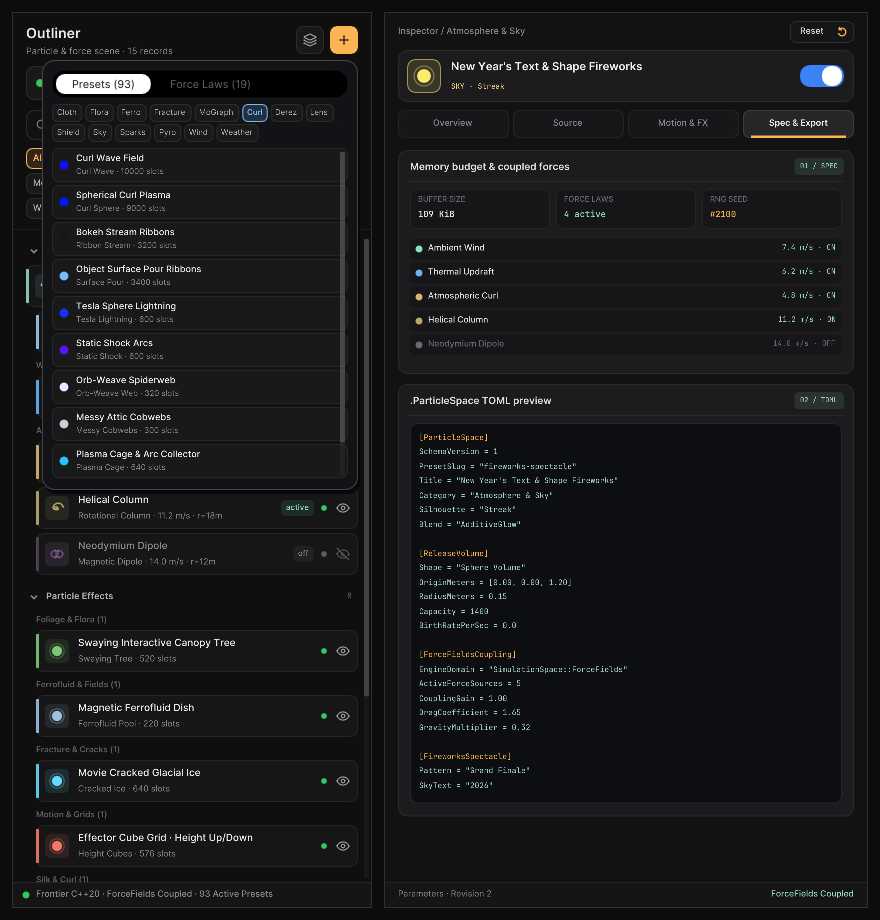 Outliner
Particle & force scene · 15 records
Presets (93)
Force Laws (19)
Cloth
Flora
Ferro
Fracture
MoGraph
Curl
Derez
Lens
Shield
Sky
Sparks
Pyro
Wind
Weather
Curl Wave Field
Curl Wave · 10000 slots
Spherical Curl Plasma
Curl Sphere · 9000 slots
Bokeh Stream Ribbons
Ribbon Stream · 3200 slots
Object Surface Pour Ribbons
Surface Pour · 3400 slots
Tesla Sphere Lightning
Tesla Lightning · 600 slots
Static Shock Arcs
Static Shock · 600 slots
Orb-Weave Spiderweb
Orb-Weave Web · 320 slots
Messy Attic Cobwebs
Messy Cobwebs · 300 slots
Plasma Cage & Arc Collector
Plasma Cage · 640 slots
Helical Column
Rotational Column · 11.2 m/s · r=18m
active
Neodymium Dipole
Magnetic Dipole · 14.0 m/s · r=12m
off
Particle Effects
8
Foliage & Flora (1)
Swaying Interactive Canopy Tree
Swaying Tree · 520 slots
Ferrofluid & Fields (1)
Magnetic Ferrofluid Dish
Ferrofluid Pool · 220 slots
Fracture & Cracks (1)
Movie Cracked Glacial Ice
Cracked Ice · 640 slots
Motion & Grids (1)
Effector Cube Grid · Height Up/Down
Height Cubes · 576 slots
Silk & Curl (1)
Frontier C++20 · ForceFields Coupled · 93 Active Presets
Inspector / Atmosphere & Sky
Reset
New Year's Text & Shape Fireworks
SKY · Streak
Overview
Source
Motion & FX
Spec & Export
Memory budget & coupled forces
01 / SPEC
BUFFER SIZE
109 KiB
FORCE LAWS
4 active
RNG SEED
#2100
Ambient Wind
7.4 m/s · ON
Thermal Updraft
6.2 m/s · ON
Atmospheric Curl
4.8 m/s · ON
Helical Column
11.2 m/s · ON
Neodymium Dipole
14.0 m/s · OFF
.ParticleSpace TOML preview
02 / TOML
[ParticleSpace]
SchemaVersion = 1
PresetSlug = "fireworks-spectacle"
Title = "New Year's Text & Shape Fireworks"
Category = "Atmosphere & Sky"
Silhouette = "Streak"
Blend = "AdditiveGlow"
[ReleaseVolume]
Shape = "Sphere Volume"
OriginMeters = [0.00, 0.00, 1.20]
RadiusMeters = 0.15
Capacity = 1400
BirthRatePerSec = 0.0
[ForceFieldsCoupling]
EngineDomain = "SimulationSpace::ForceFields"
ActiveForceSources = 5
CouplingGain = 1.00
DragCoefficient = 1.65
GravityMultiplier = 0.32
[FireworksSpectacle]
Pattern = "Grand Finale"
SkyText = "2026"
Parameters · Revision 2
ForceFields Coupled